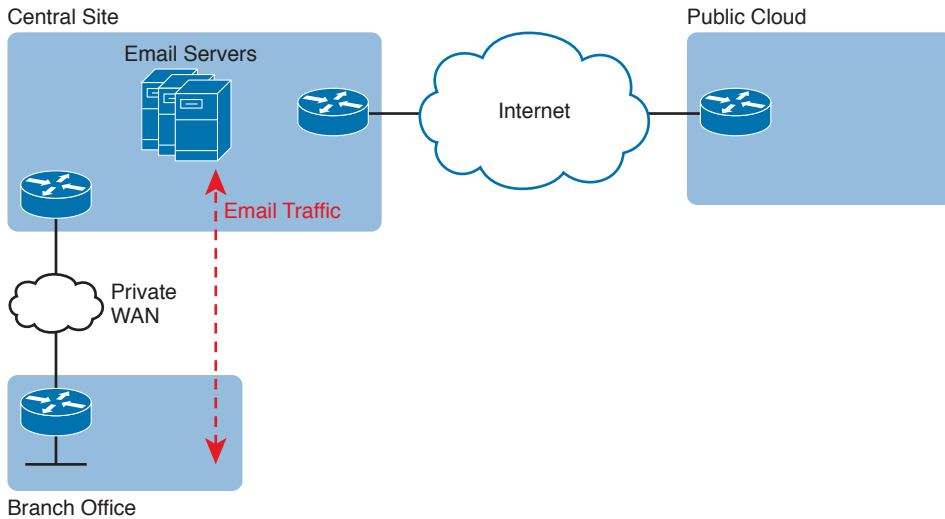 Central Site
Public Cloud
Email Servers
Internet
Email Traffic
Private
WAN
Branch Office